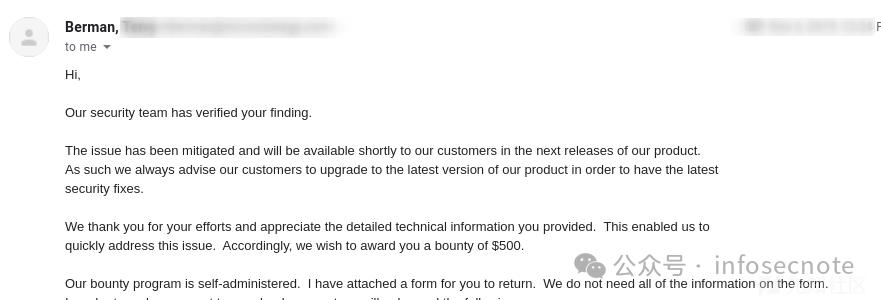 Berman,
to me
Hi,
Our security team has verified your finding.
The issue has been mitigated and will be available shortly to our customers in the next releases of our product.
As such we always advise our customers to upgrade to the latest version of our product in order to have the latest
security fixes.
We thank you for your efforts and appreciate the detailed technical information you provided.  This enabled us to
quickly address this issue.  Accordingly, we wish to award you a bounty of $500.
公众号 · infosecnote
Our bounty program is self-administered.  I have attached a form for you to return.  We do not need all of the information on the form.